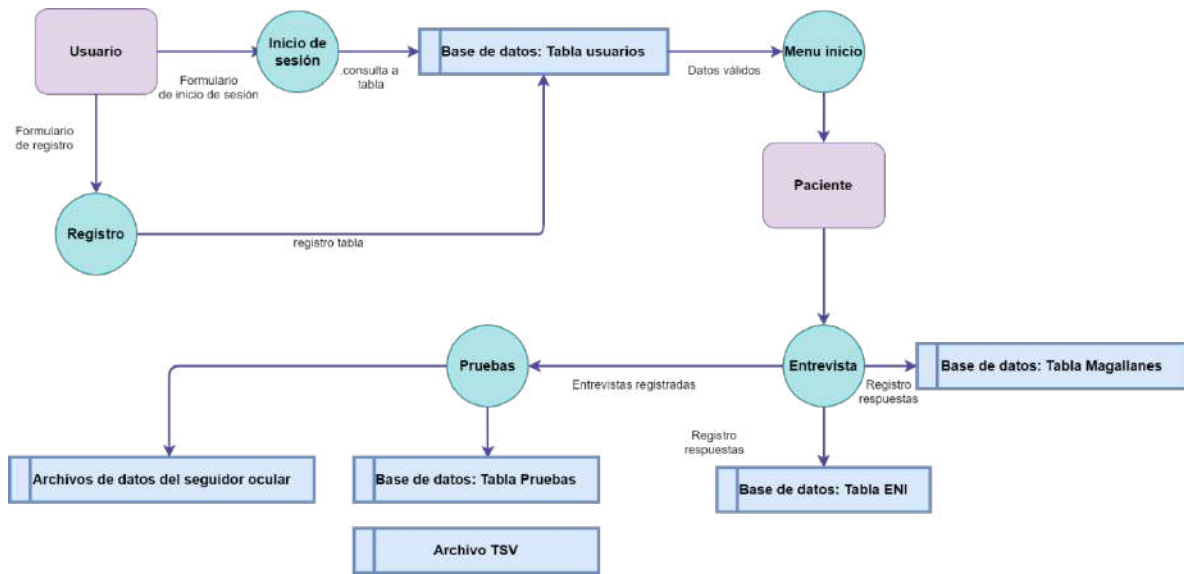 Usuario
Inicio de
sesión
Base de datos: Tabla usuarios
Menu inicio
Formulario
de inicio de sesión
.consulta a
tabla
Datos válidos
Formulario
de registro
Paciente
Registro
registro tabla
Pruebas
Entrevistas registradas
Entrevista
Base de datos: Tabla Magallanes
Registro
respuestas
Registro
respuestas
Archivos de datos del seguidor ocular
Base de datos: Tabla Pruebas
Base de datos: Tabla ENI
Archivo TSV